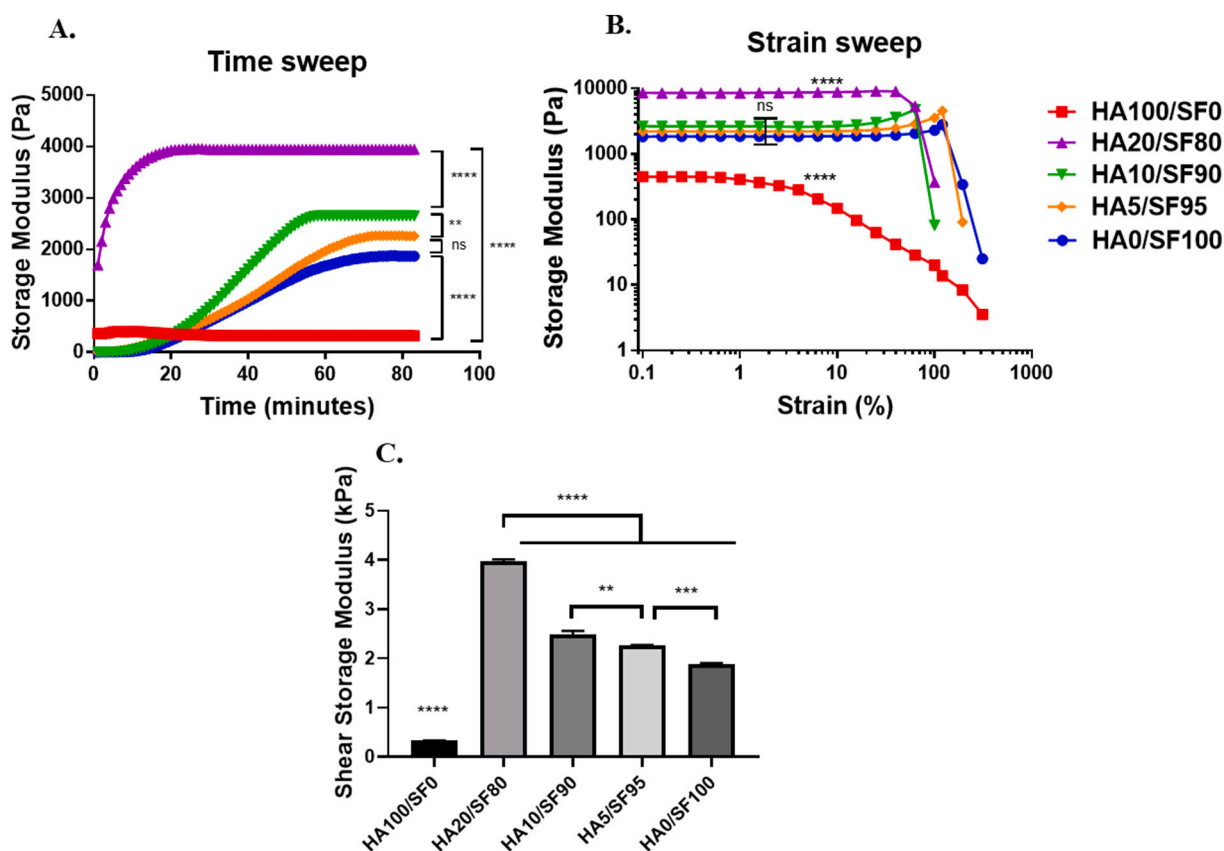 A.
Time sweep
Storage Modulus (Pa)
5000
4000
3000
2000
1000
0
0 20 40 60 80 100
Time (minutes)
****
**
ns
****
****
B.
Strain sweep
Storage Modulus (Pa)
10000
1000
100
10
1
0.1 1 10 100 1000
Strain (%)
****
ns
****
HA100/SF0
HA20/SF80
HA10/SF90
HA5/SF95
HA0/SF100
C.
Shear Storage Modulus (kPa)
5
4
3
2
1
0
****
****
**
***
HA100/SF0
HA20/SF80
HA10/SF90
HA5/SF95
HA0/SF100